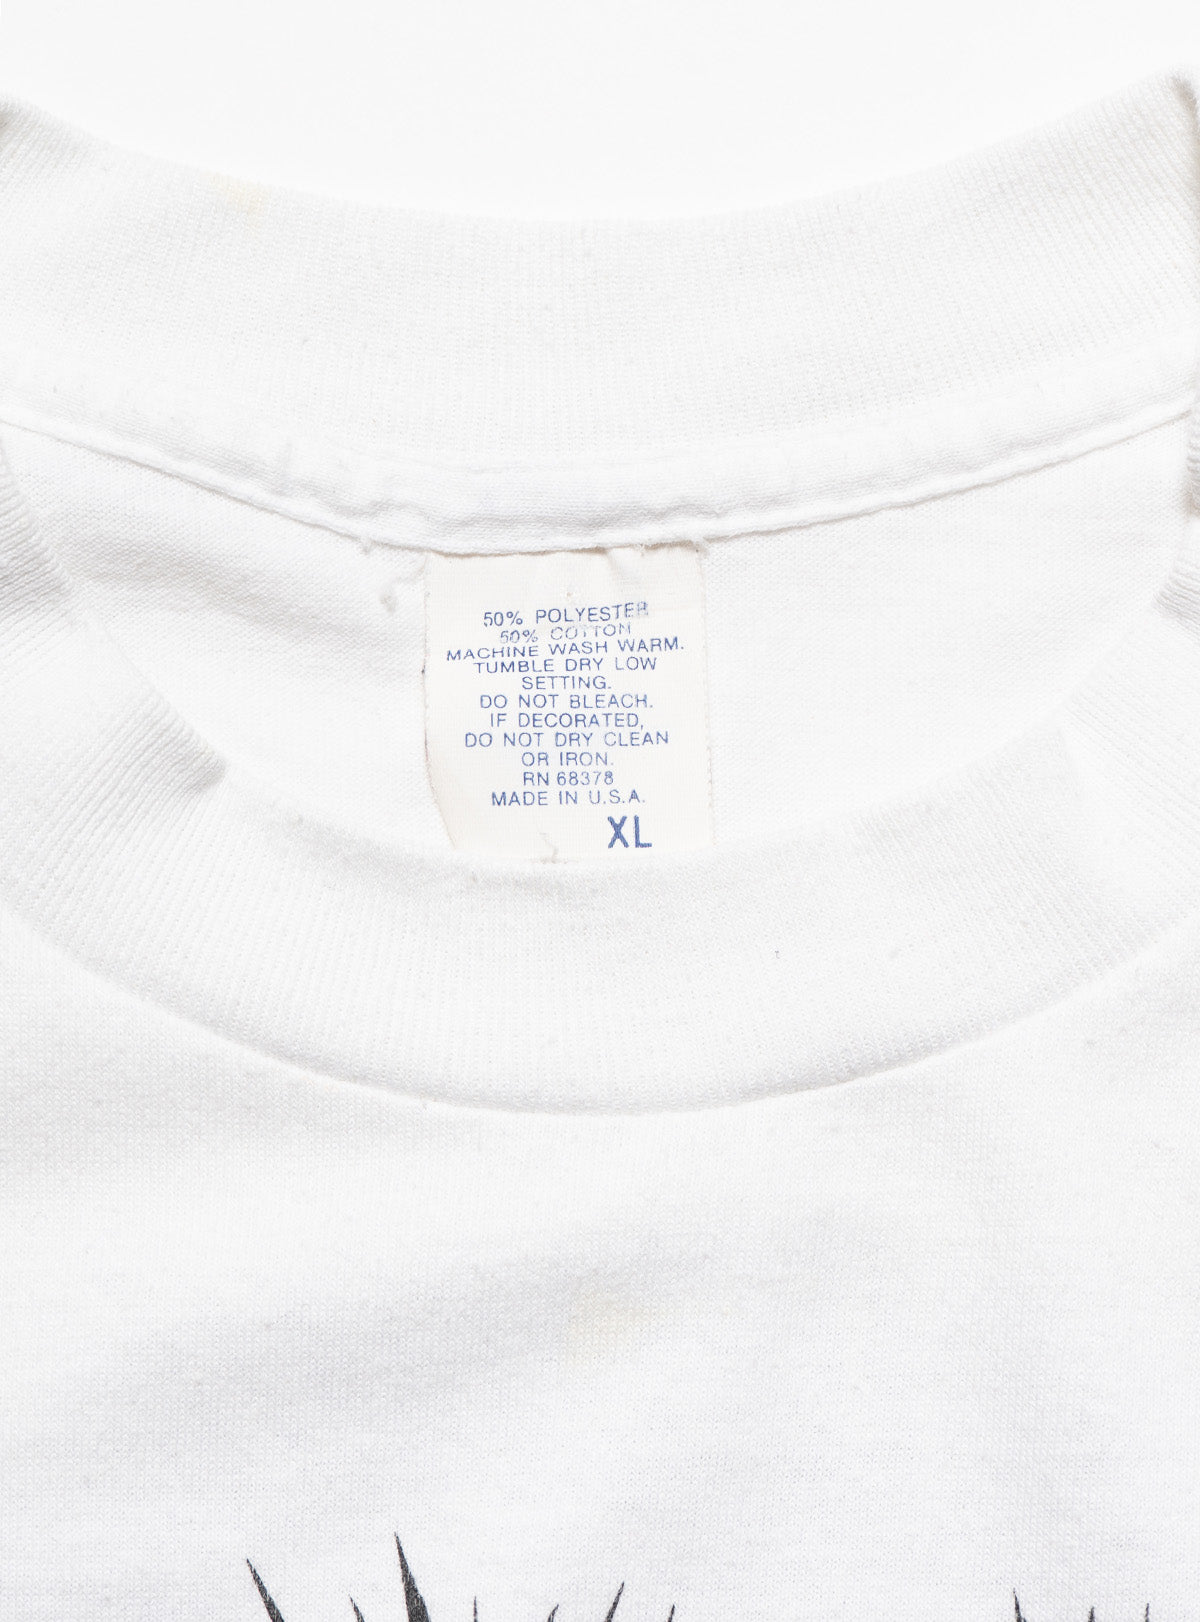 50% POLYESTER
50% COTTON
MACHINE WASH WARM.
TUMBLE DRY LOW
SETTING.
DO NOT BLEACH.
IF DECORATED,
DO NOT DRY CLEAN
OR IRON.
RN 68378
MADE IN U.S.A.
XL